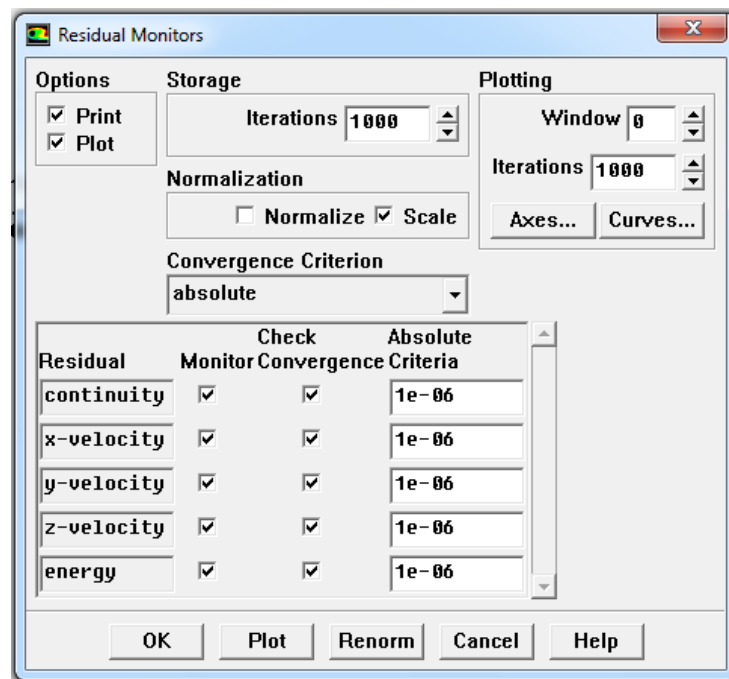 Residual Monitors
Options
Print
Plot
Storage
Iterations 1000
Normalization
Normalize Scale
Convergence Criterion
absolute
Plotting
Window 0
Iterations 1000
Axes... Curves...
Residual Monitor Check Convergence Absolute Criteria
continuity 1e-06
x-velocity 1e-06
y-velocity 1e-06
z-velocity 1e-06
energy 1e-06
OK Plot Renorm Cancel Help